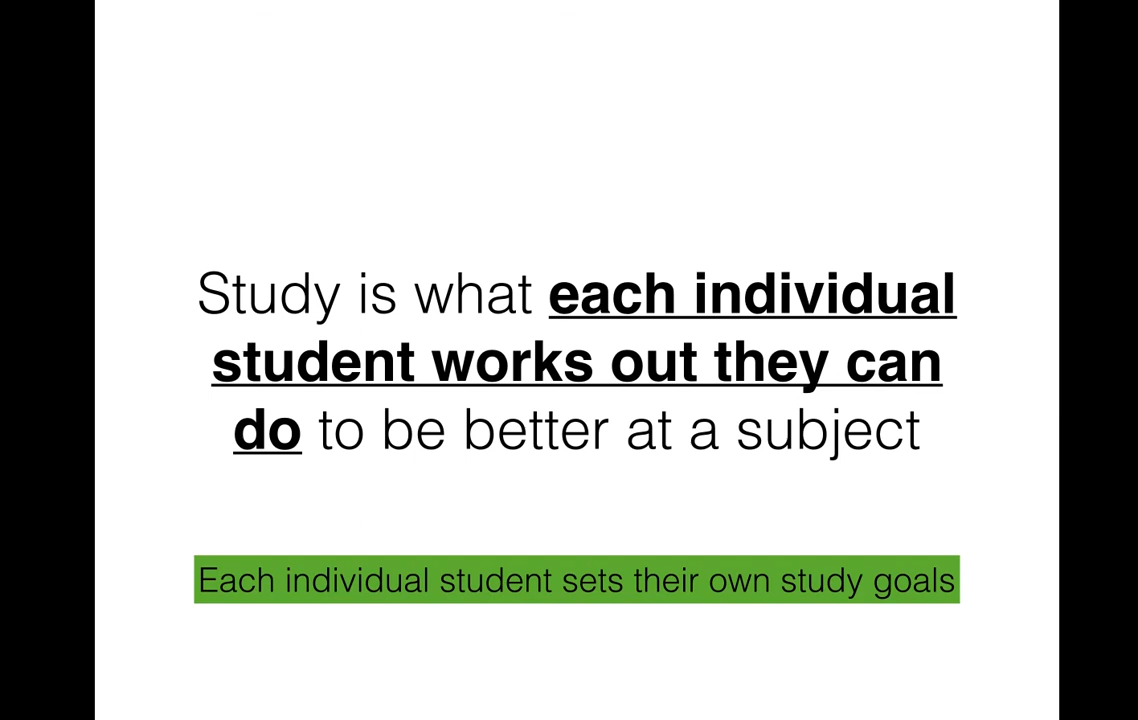 Study is what each individual
student works out they can
do to be better at a subject
Each individual student sets their own study goals